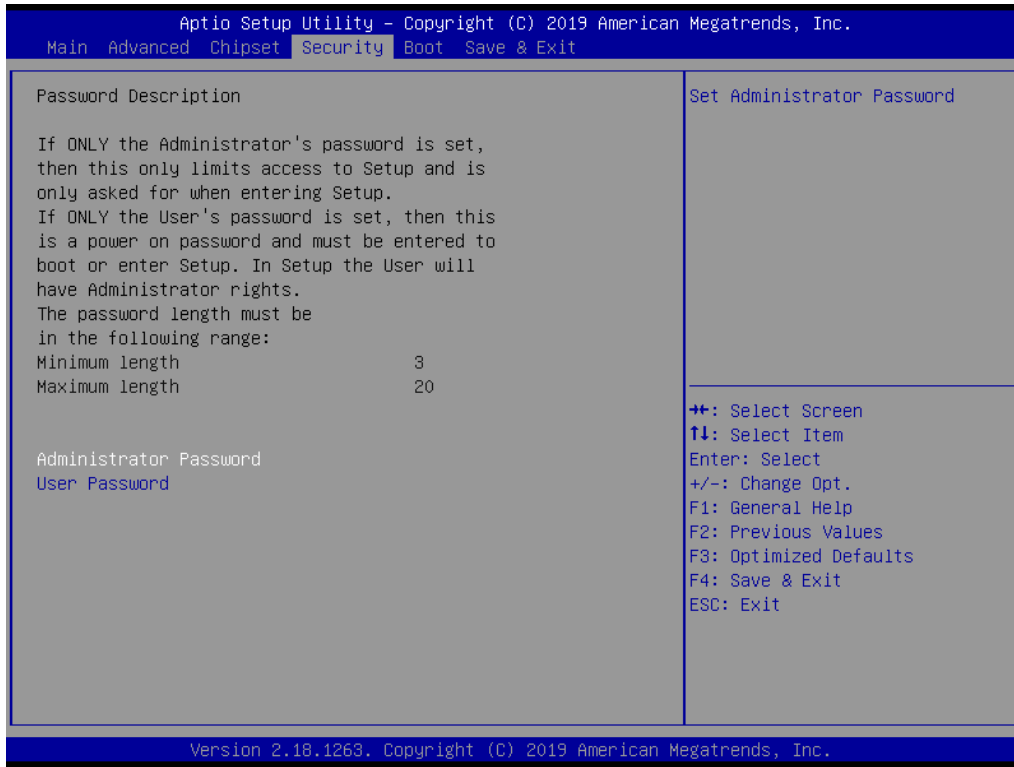 Aptio Setup Utility – Copyright (C) 2019 American Megatrends, Inc.
Main Advanced Chipset Security Boot Save & Exit
Password Description
If ONLY the Administrator's password is set,
then this only limits access to Setup and is
only asked for when entering Setup.
If ONLY the User's password is set, then this
is a power on password and must be entered to
boot or enter Setup. In Setup the User will
have Administrator rights.
The password length must be
in the following range:
Minimum length 3
Maximum length 20
Administrator Password
User Password
Set Administrator Password
→←: Select Screen
↑↓: Select Item
Enter: Select
+/-: Change Opt.
F1: General Help
F2: Previous Values
F3: Optimized Defaults
F4: Save & Exit
ESC: Exit
Version 2.18.1263. Copyright (C) 2019 American Megatrends, Inc.